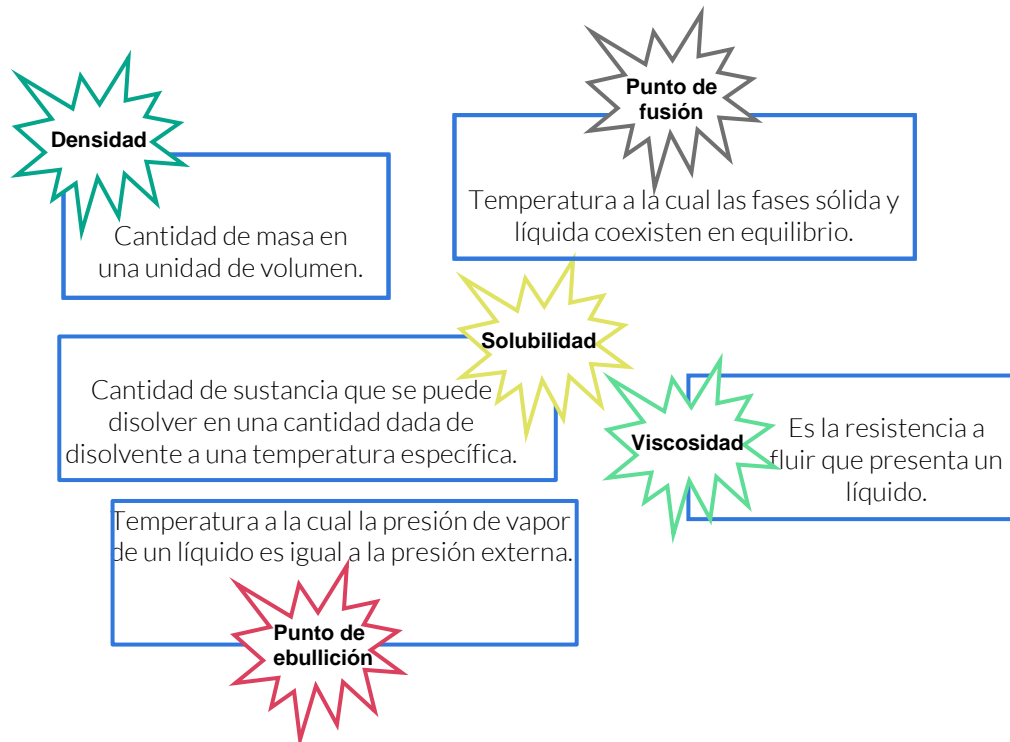 Densidad
Cantidad de masa en
una unidad de volumen.
Punto de
fusión
Temperatura a la cual las fases sólida y
líquida coexisten en equilibrio.
Solubilidad
Cantidad de sustancia que se puede
disolver en una cantidad dada de
disolvente a una temperatura específica.
Viscosidad
Es la resistencia a
fluir que presenta un
líquido.
Temperatura a la cual la presión de vapor
de un líquido es igual a la presión externa.
Punto de
ebullición